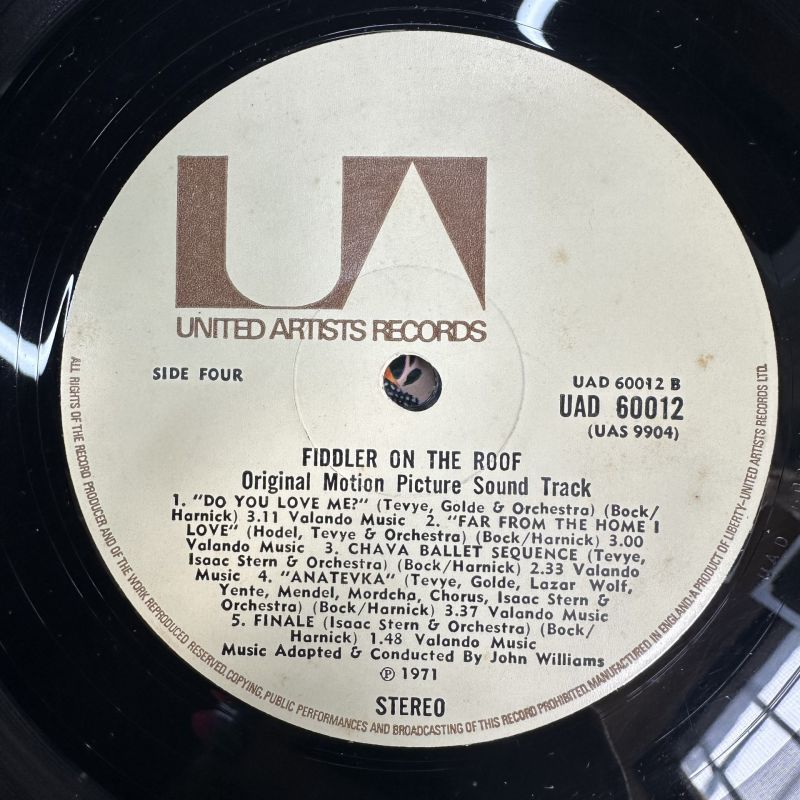 UA
UNITED ARTISTS RECORDS
SIDE FOUR
UAD 60012 B
UAD 60012
(UAS 9904)
FIDDLER ON THE ROOF
Original Motion Picture Sound Track
1. "DO YOU LOVE ME?" (Tevye, Golde & Orchestra) (Bock/
Harnick) 3.11 Valando Music 2. "FAR FROM THE HOME I
LOVE" (Hodel, Tevye & Orchestra) (Bock/Harnick) 3.00
Valando Music 3. CHAVA BALLET SEQUENCE (Tevye,
Isaac Stern & Orchestra) (Bock/Harnick) 2.33 Valando
Music 4. "ANATEVKA" (Tevye, Golde, Lazar Wolf,
Yente, Mendel, Mordcha, Chorus, Isaac Stern &
Orchestra) (Bock/Harnick) 3.37 Valando Music
5. FINALE (Isaac Stern & Orchestra) (Bock/
Harnick) 1.48 Valando Music
Music Adapted & Conducted By John Williams
℗ 1971
STEREO
ALL RIGHTS OF THE RECORD PRODUCER AND OF THE WORK REPRODUCED RESERVED. COPYING, PUBLIC PERFORMANCES AND BROADCASTING OF THIS RECORD PROHIBITED. MANUFACTURED IN ENGLAND-A PRODUCT OF LIBERTY-UNITED ARTISTS RECORDS LTD.